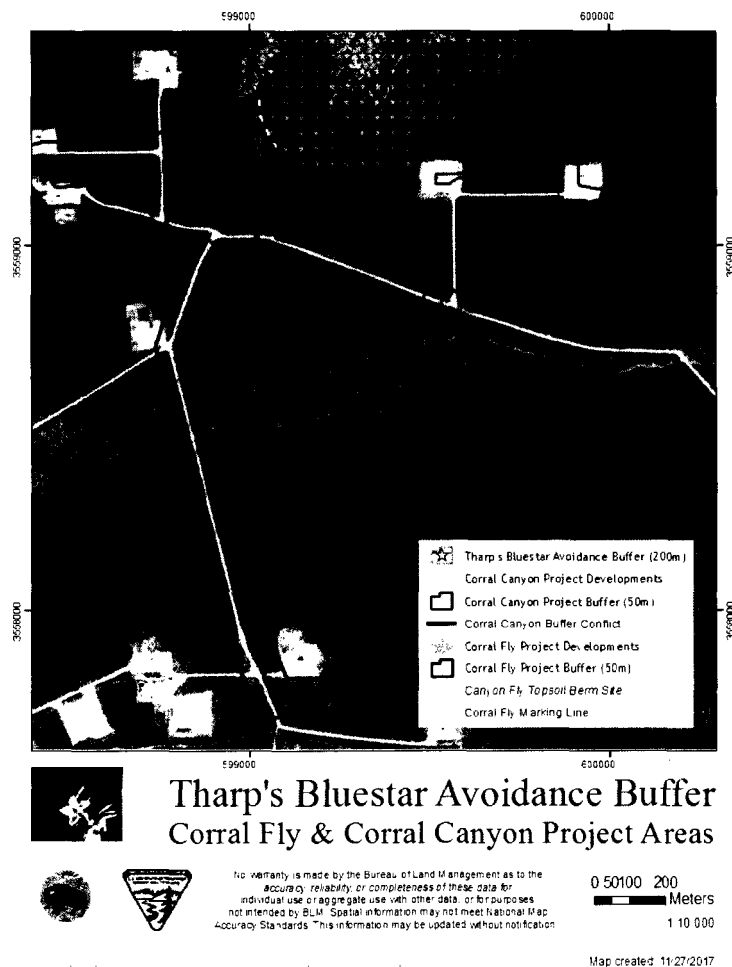 599000 600000
3559000 3559000
3558000 3558000
Tharp's Bluestar Avoidance Buffer (200m)
Corral Canyon Project Developments
Corral Canyon Project Buffer (50m)
Corral Canyon Buffer Conflict
Corral Fly Project Developments
Corral Fly Project Buffer (50m)
Canyon Fly Topsoil Berm Site
Corral Fly Marking Line
599000 600000
Tharp's Bluestar Avoidance Buffer
Corral Fly & Corral Canyon Project Areas
No warranty is made by the Bureau of Land Management as to the
accuracy, reliability, or completeness of these data for
individual use or aggregate use with other data, or for purposes
not intended by BLM. Spatial information may not meet National Map
Accuracy Standards. This information may be updated without notification
0 50100 200
Meters
1 10 000
Map created 11/27/2017